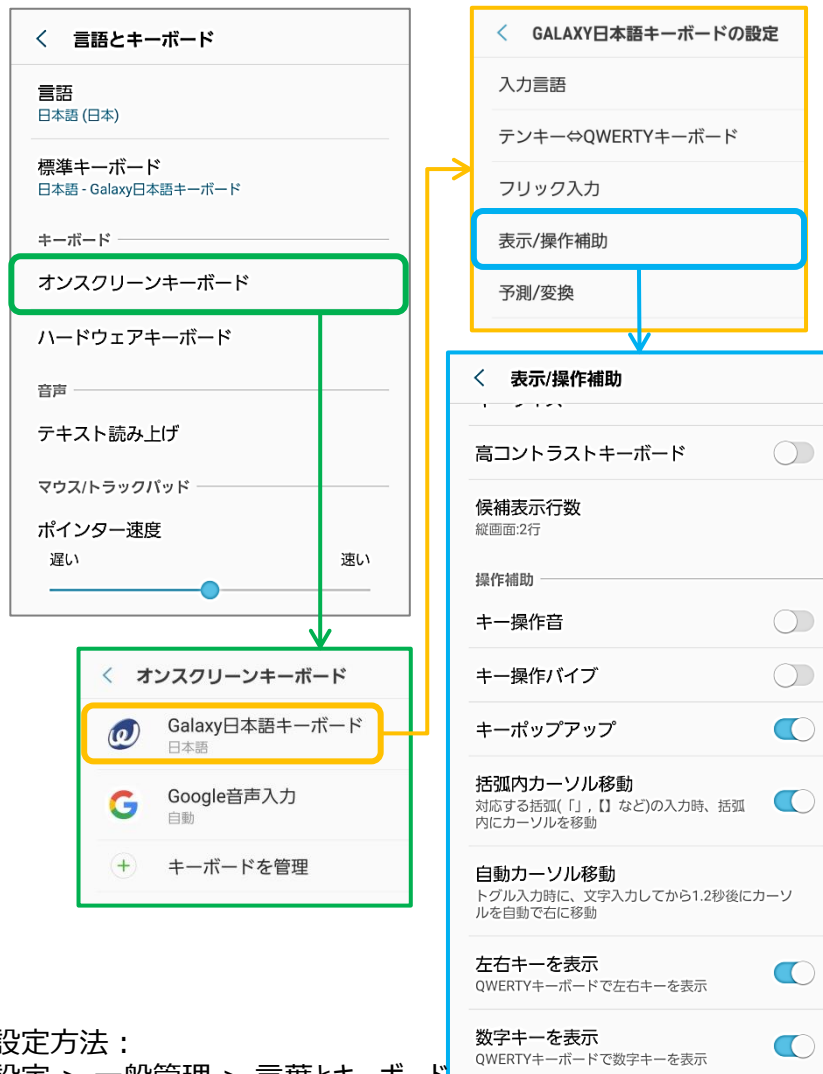 言語とキーボード
言語
日本語 (日本)
標準キーボード
日本語 - Galaxy日本語キーボード
キーボード
オンスクリーンキーボード
ハードウェアキーボード
音声
テキスト読み上げ
マウス/トラックパッド
ポインター速度
遅い 速い
オンスクリーンキーボード
Galaxy日本語キーボード
日本語
Google音声入力
自動
キーボードを管理
GALAXY日本語キーボードの設定
入力言語
テンキー⇔QWERTYキーボード
フリック入力
表示/操作補助
予測/変換
表示/操作補助
高コントラストキーボード
候補表示行数
縦画面:2行
操作補助
キー操作音
キー操作バイブ
キーポップアップ
括弧内カーソル移動
対応する括弧(「」,【】など)の入力時、括弧
内にカーソルを移動
自動カーソル移動
トグル入力時に、文字入力してから1.2秒後にカーソ
ルを自動で右に移動
左右キーを表示
QWERTYキーボードで左右キーを表示
数字キーを表示
QWERTYキーボードで数字キーを表示
設定方法：
設定 > 一般管理 > 言葉とキーボード